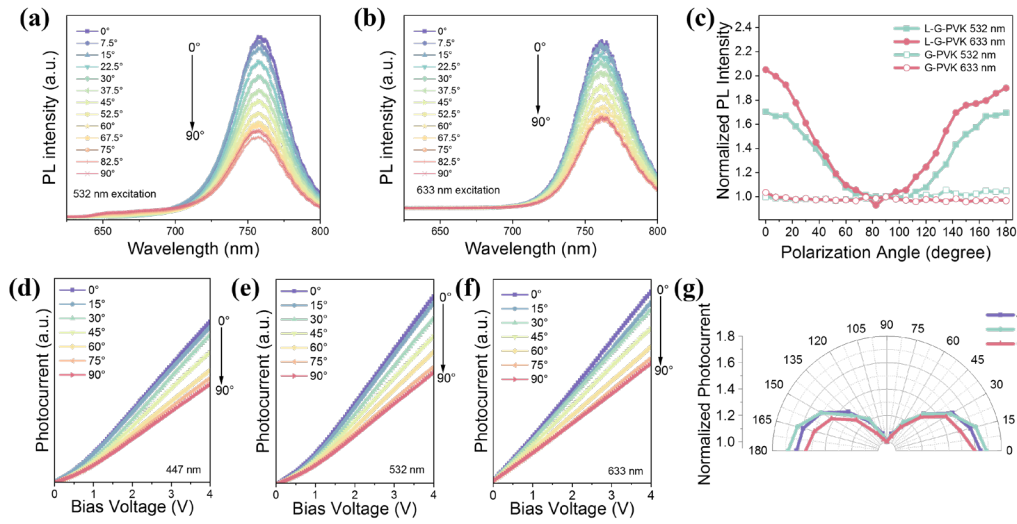 (a)
PL intensity (a.u.)
0°
7.5°
15°
22.5°
30°
37.5°
45°
52.5°
60°
67.5°
75°
82.5°
90°
0°
90°
532 nm excitation
650 700 750 800
Wavelength (nm)
(b)
PL intensity (a.u.)
0°
7.5°
15°
22.5°
30°
37.5°
45°
52.5°
60°
67.5°
75°
82.5°
90°
0°
90°
633 nm excitation
650 700 750 800
Wavelength (nm)
(c)
Normalized PL Intensity
2.4
2.2
2.0
1.8
1.6
1.4
1.2
1.0
L-G-PVK 532 nm
L-G-PVK 633 nm
G-PVK 532 nm
G-PVK 633 nm
0 20 40 60 80 100 120 140 160 180
Polarization Angle (degree)
(d)
Photocurrent (a.u.)
0°
15°
30°
45°
60°
75°
90°
0°
90°
447 nm
0 1 2 3 4
Bias Voltage (V)
(e)
Photocurrent (a.u.)
0°
15°
30°
45°
60°
75°
90°
0°
90°
532 nm
0 1 2 3 4
Bias Voltage (V)
(f)
Photocurrent (a.u.)
0°
15°
30°
45°
60°
75°
90°
0°
90°
633 nm
0 1 2 3 4
Bias Voltage (V)
(g)
Normalized Photocurrent
1.8
1.6
1.4
1.2
1.0
180 165 150 135 120 105 90 75 60 45 30 15 0